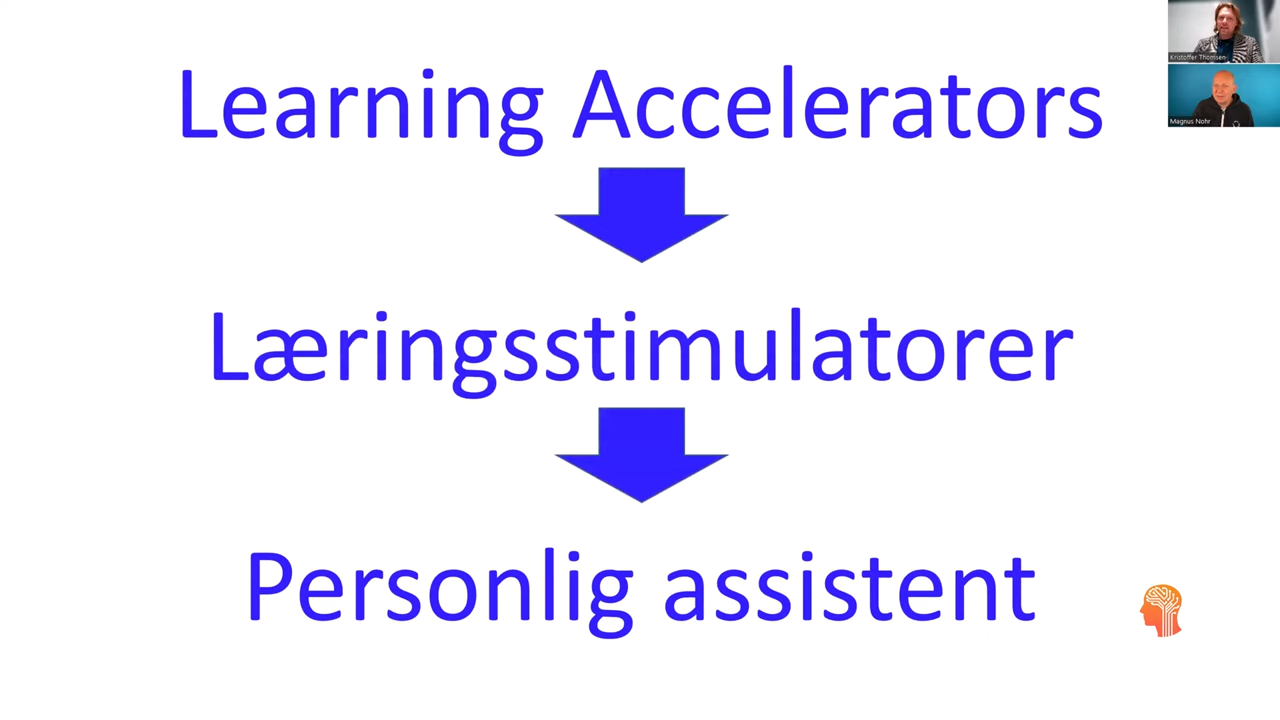 Learning Accelerators
Læringsstimulatorer
Personlig assistent
Kristoffer Thomsen
Magnus Nohr